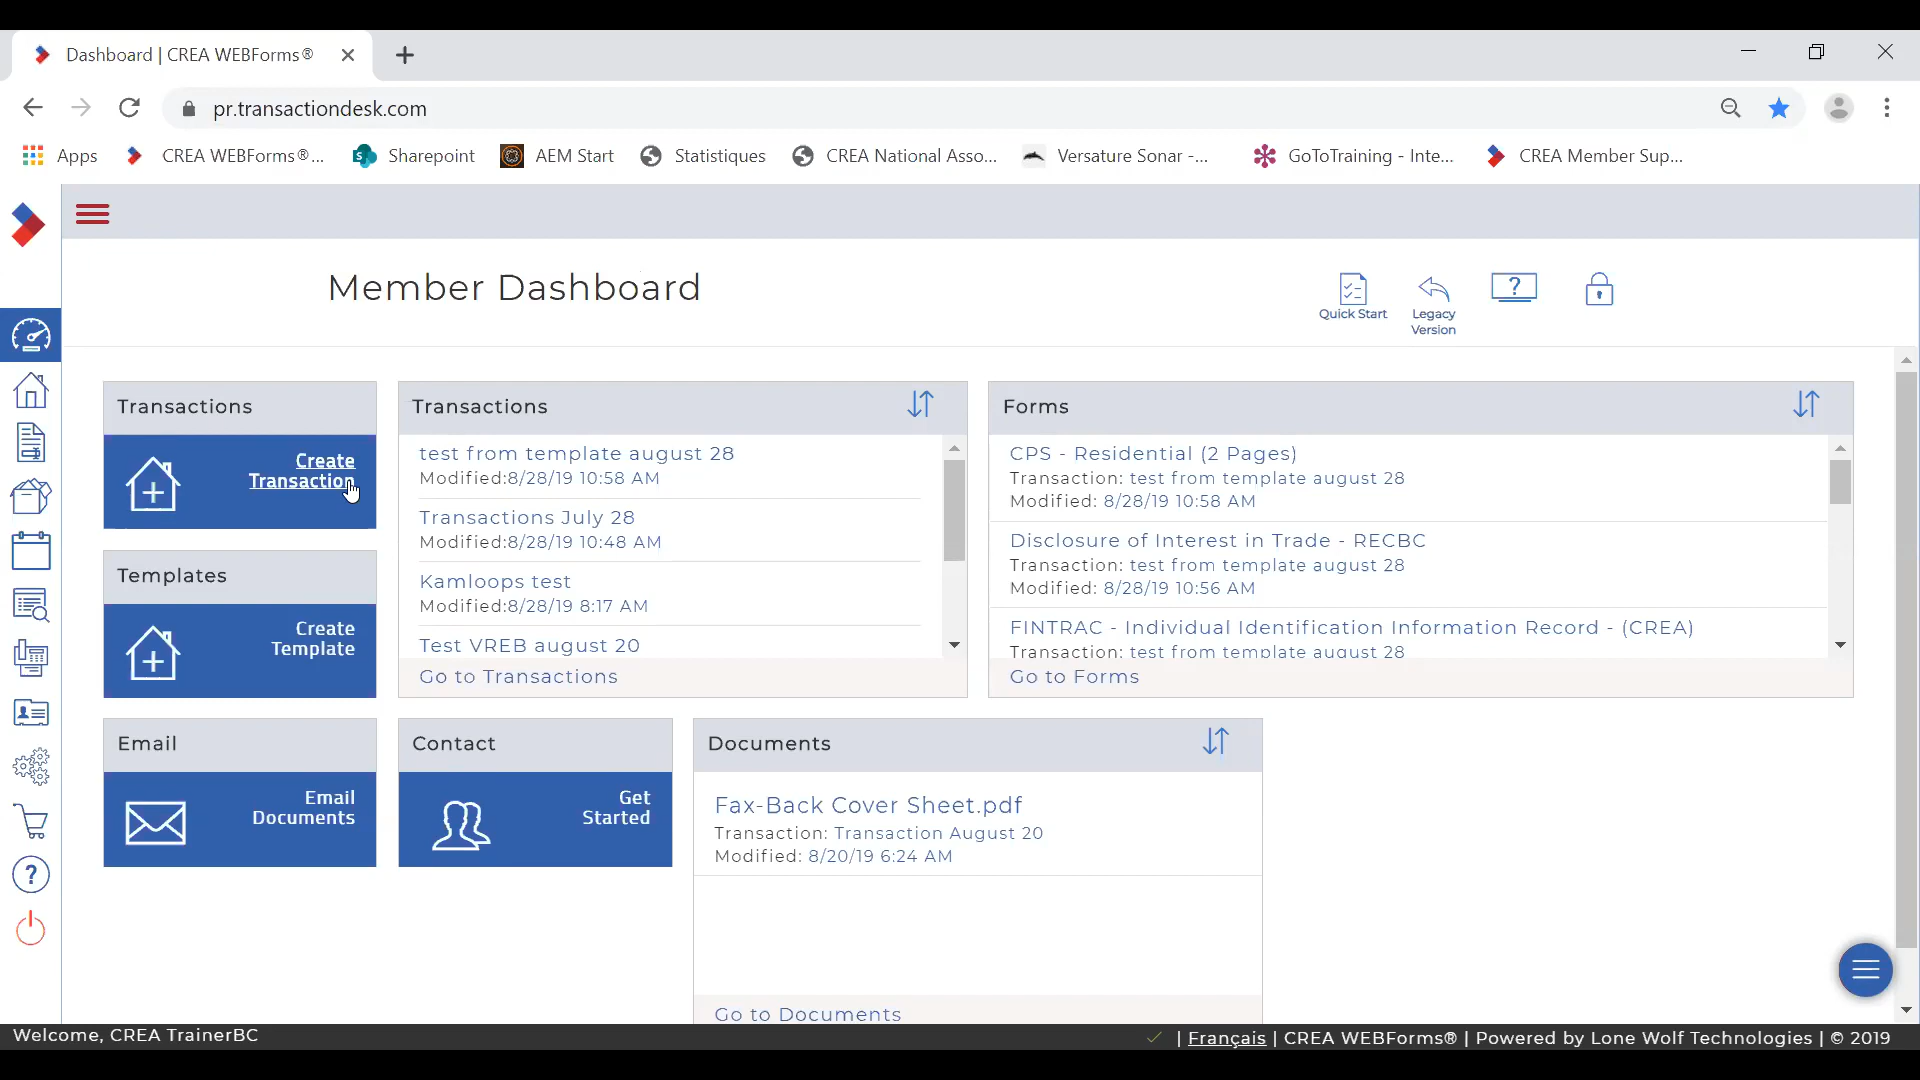 Dashboard | CREA WEBForms®
pr.transactiondesk.com
Apps
CREA WEBForms®...
Sharepoint
AEM Start
Statistiques
CREA National Asso...
Versature Sonar -...
GoToTraining - Inte...
CREA Member Sup...
Member Dashboard
Quick Start
Legacy
Version
?
Transactions
Create
Transaction
Templates
Create
Template
Transactions
test from template august 28
Modified:8/28/19 10:58 AM
Transactions July 28
Modified:8/28/19 10:48 AM
Kamloops test
Modified:8/28/19 8:17 AM
Test VREB august 20
Go to Transactions
Forms
CPS - Residential (2 Pages)
Transaction: test from template august 28
Modified: 8/28/19 10:58 AM
Disclosure of Interest in Trade - RECBC
Transaction: test from template august 28
Modified: 8/28/19 10:56 AM
FINTRAC - Individual Identification Information Record - (CREA)
Transaction: test from template august 28
Go to Forms
Email
Email
Documents
Contact
Get
Started
Documents
Fax-Back Cover Sheet.pdf
Transaction: Transaction August 20
Modified: 8/20/19 6:24 AM
Go to Documents
?
Welcome, CREA TrainerBC
| Français | CREA WEBForms® | Powered by Lone Wolf Technologies | © 2019